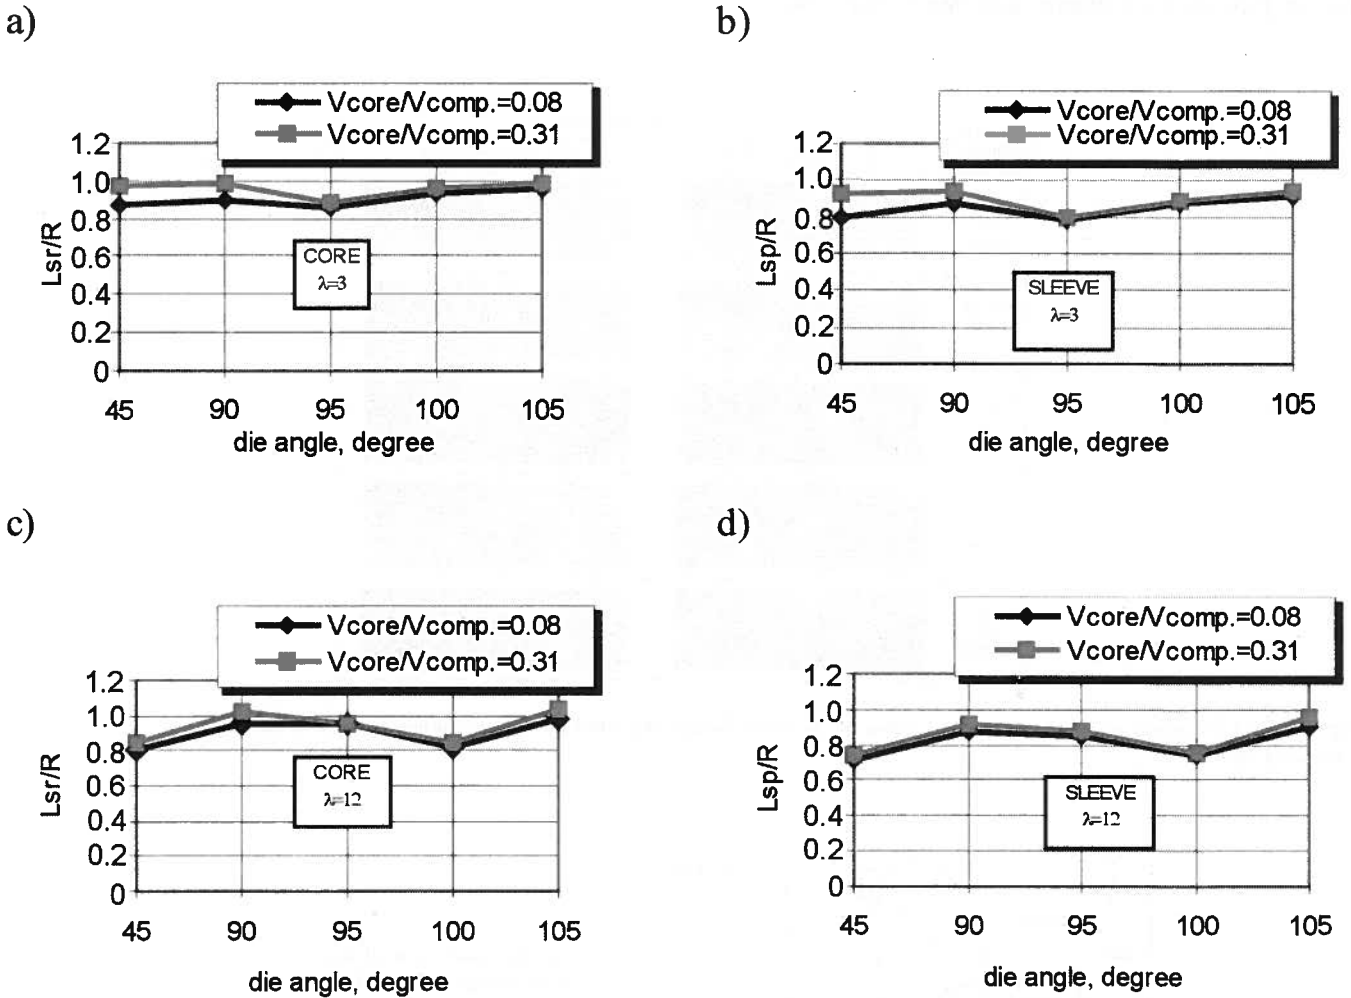 a)
Vcore/Vcomp.=0.08
Vcore/Vcomp.=0.31
1.2
1.0
0.8
0.6
0.4
0.2
0
Lsr/R
CORE
λ=3
45 90 95 100 105
die angle, degree
b)
Vcore/Vcomp.=0.08
Vcore/Vcomp.=0.31
1.2
1.0
0.8
0.6
0.4
0.2
0
Lsp/R
SLEEVE
λ=3
45 90 95 100 105
die angle, degree
c)
Vcore/Vcomp.=0.08
Vcore/Vcomp.=0.31
1.2
1.0
0.8
0.6
0.4
0.2
0
Lsr/R
CORE
λ=12
45 90 95 100 105
die angle, degree
d)
Vcore/Vcomp.=0.08
Vcore/Vcomp.=0.31
1.2
1.0
0.8
0.6
0.4
0.2
0
Lsp/R
SLEEVE
λ=12
45 90 95 100 105
die angle, degree